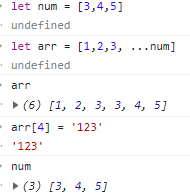 > let num = [3,4,5]
< undefined
> let arr = [1,2,3, ...num]
< undefined
> arr
< ▶ (6) [1, 2, 3, 3, 4, 5]
> arr[4] = '123'
< '123'
> num
< ▶ (3) [3, 4, 5]